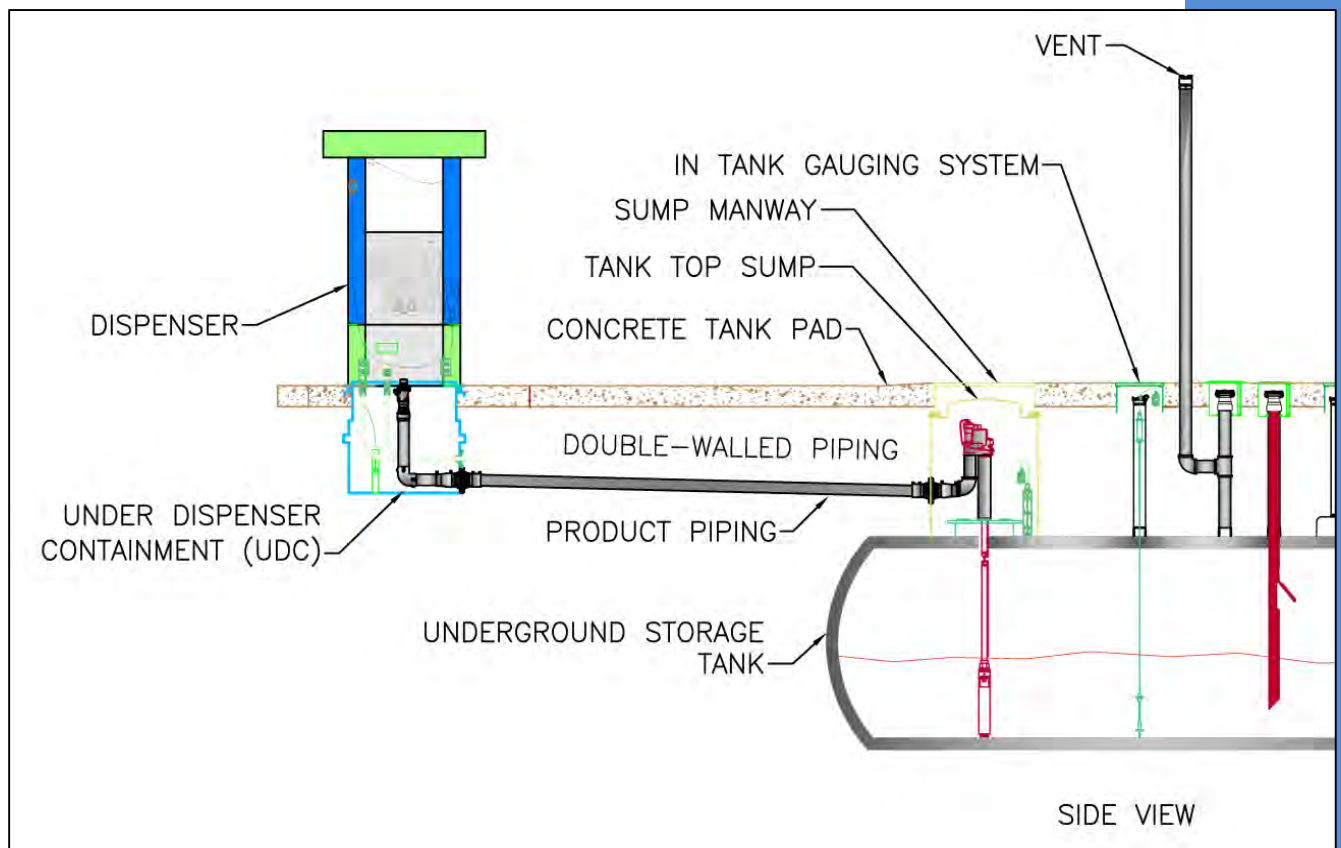 VENT
IN TANK GAUGING SYSTEM
SUMP MANWAY
TANK TOP SUMP
DISPENSER
CONCRETE TANK PAD
DOUBLE-WALLED PIPING
UNDER DISPENSER
CONTAINMENT (UDC)
PRODUCT PIPING
UNDERGROUND STORAGE
TANK
SIDE VIEW